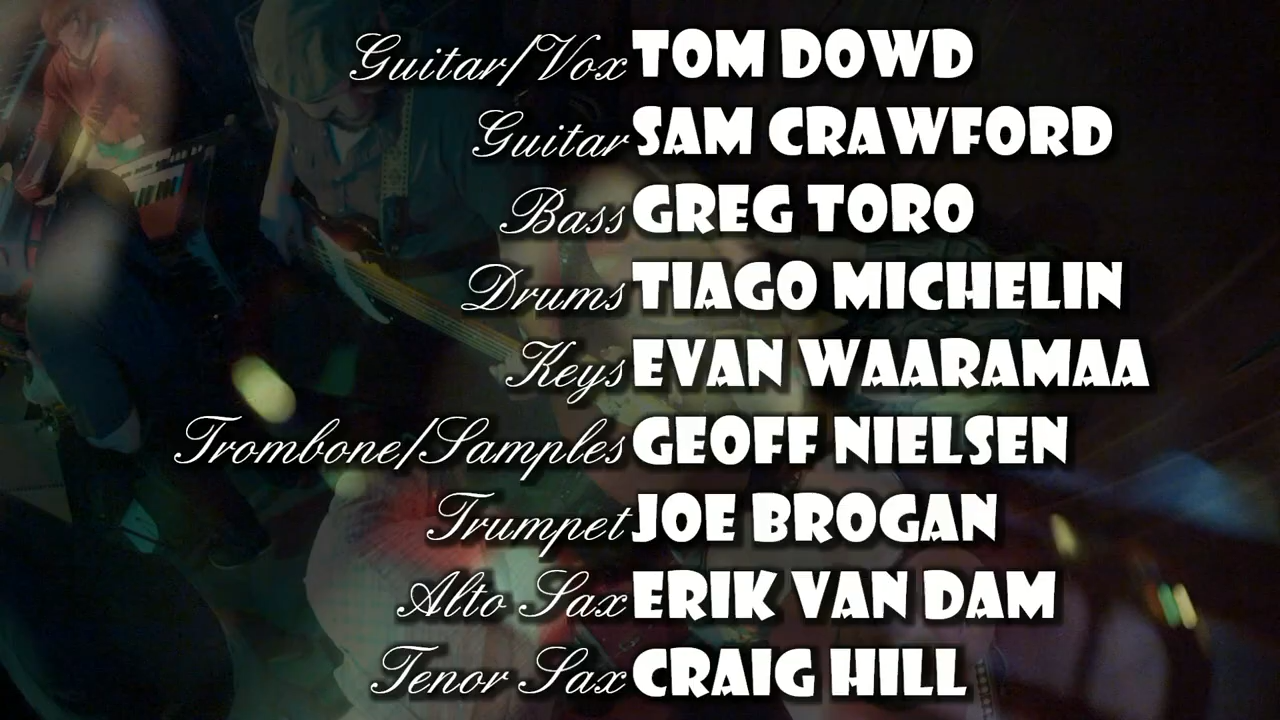 Guitar/Vox TOM DOWD
Guitar SAM CRAWFORD
Bass GREG TORO
Drums TIAGO MICHELIN
Keys EVAN WAARAMAA
Trombone/Samples GEOFF NIELSEN
Trumpet JOE BROGAN
Alto Sax ERIK VAN DAM
Tenor Sax CRAIG HILL